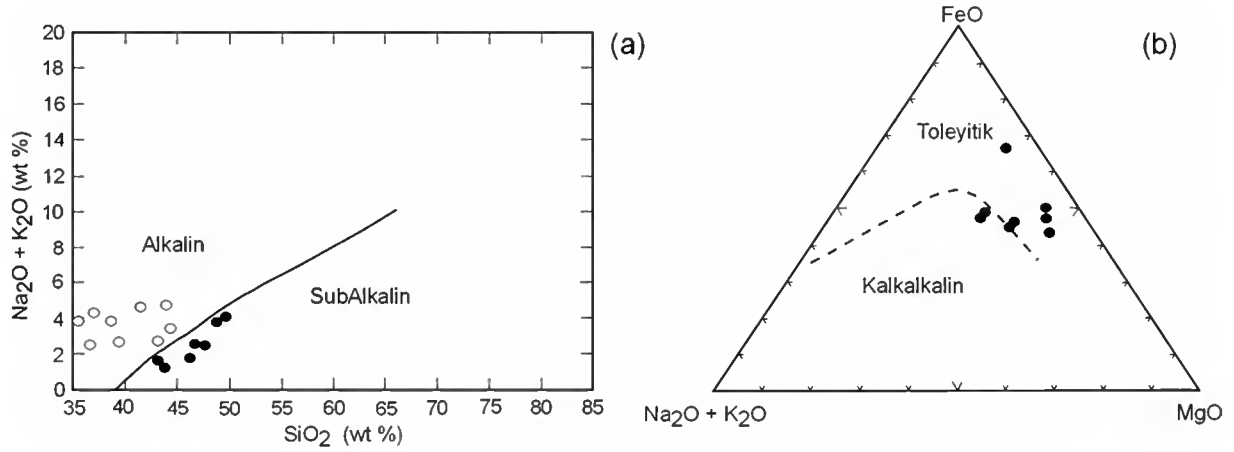 (a)
20
18
16
14
12
10
8
6
4
2
0
Na2O + K2O (wt %)
Alkalin
SubAlkalin
35 40 45 50 55 60 65 70 75 80 85
SiO2 (wt %)
(b)
FeO
Toleyitik
Kalkalkalin
Na2O + K2O
MgO